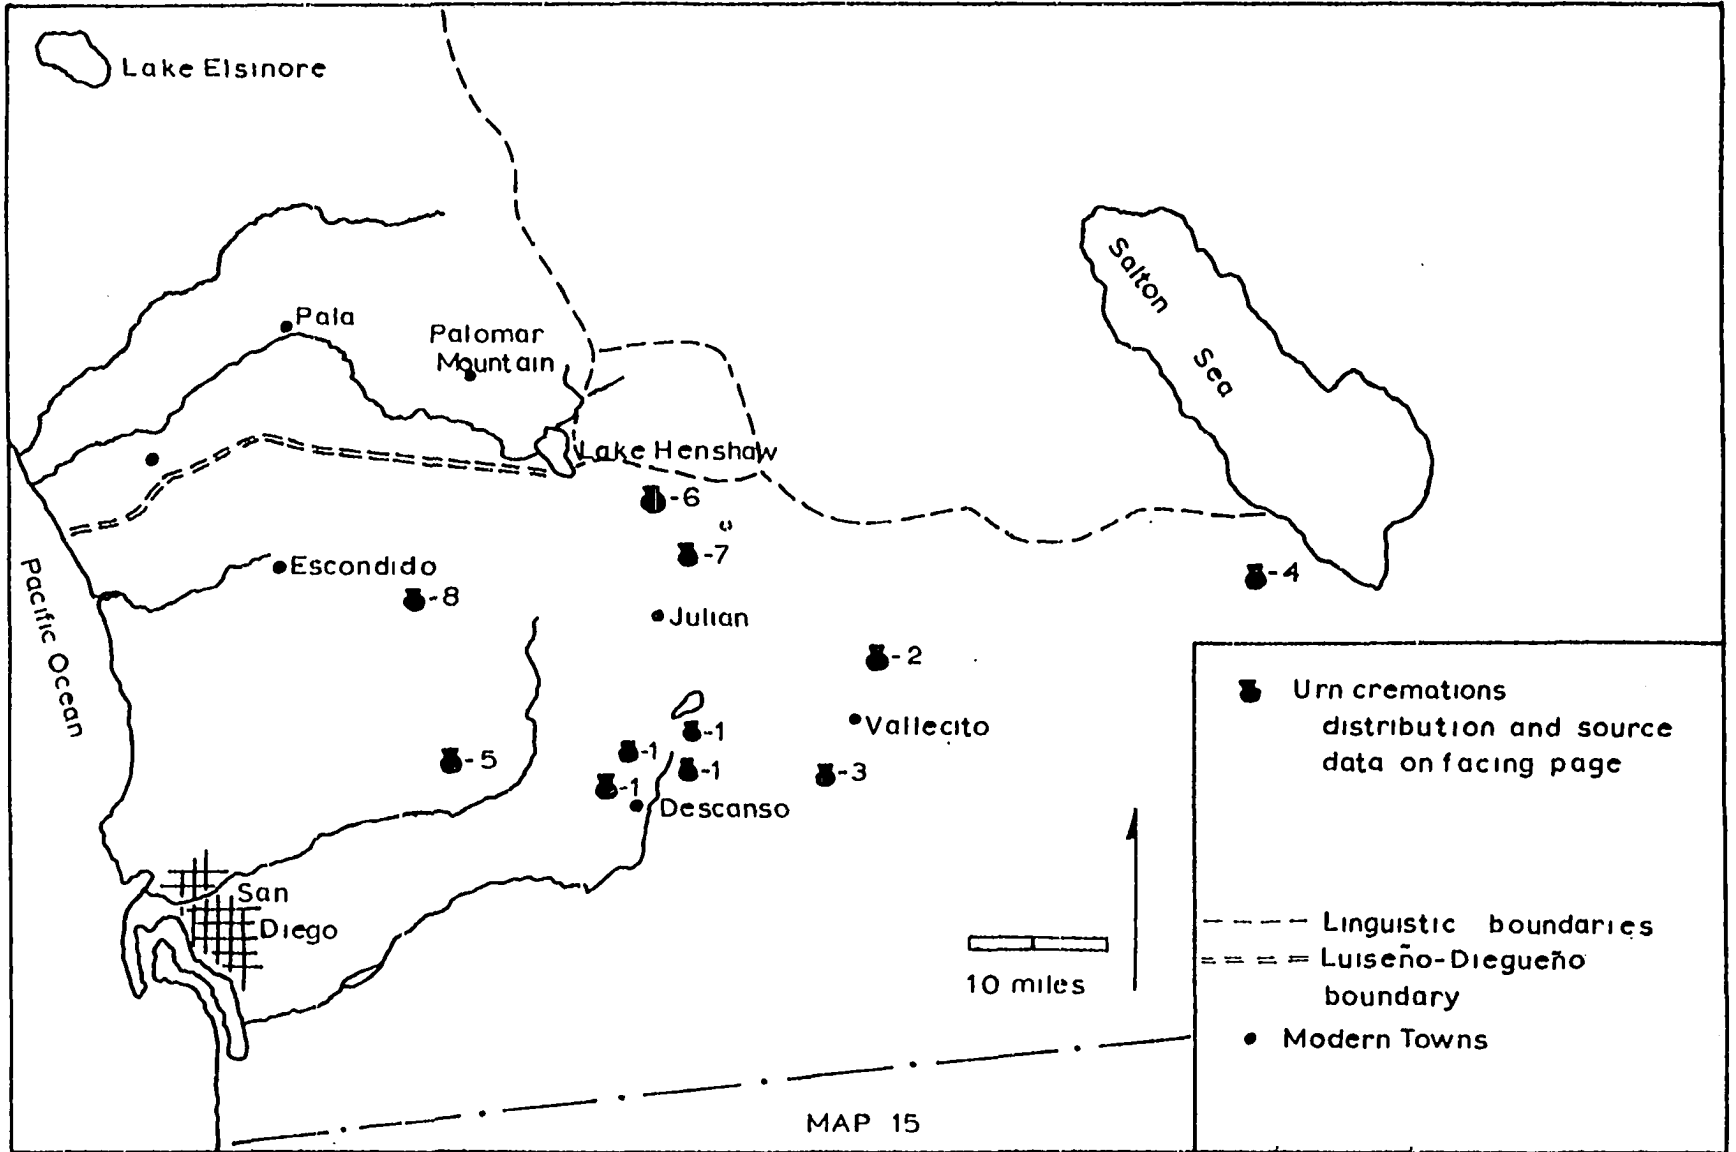 Lake Elsinore
Pala
Palomar
Mountain
Salton
Sea
Lake Henshaw
-6
-7
-4
Pacific Ocean
Escondido
-8
Julian
-2
Vallecito
-1
-1
-1
-1
-5
-3
Descanso
San
Diego
10 miles
MAP 15
Urn cremations
distribution and source
data on facing page
Linguistic boundaries
Luiseño-Diegueño
boundary
Modern Towns